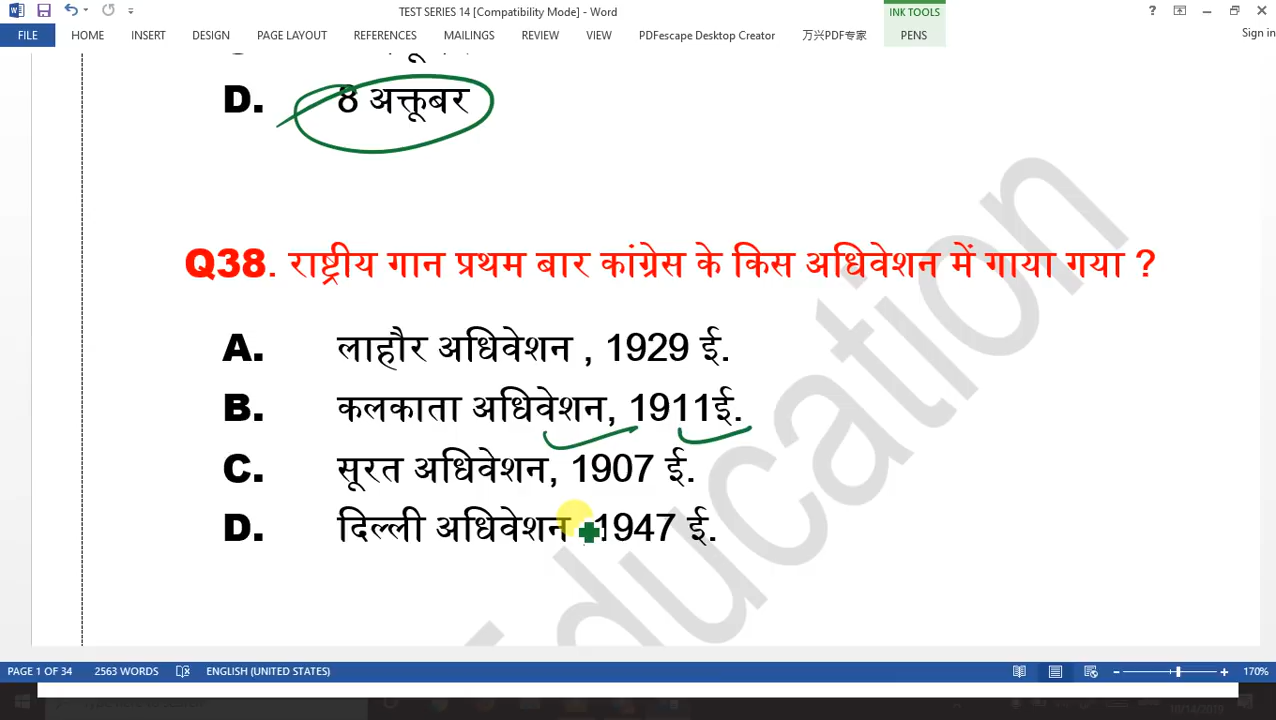 TEST SERIES 14 [Compatibility Mode] - Word
INK TOOLS
FILE HOME INSERT DESIGN PAGE LAYOUT REFERENCES MAILINGS REVIEW VIEW PDFescape Desktop Creator 万兴PDF专家 PENS
Sign in
D. 8 अक्तूबर
Q38. राष्ट्रीय गान प्रथम बार कांग्रेस के किस अधिवेशन में गाया गया ?
A. लाहौर अधिवेशन , 1929 ई.
B. कलकाता अधिवेशन, 1911ई.
C. सूरत अधिवेशन, 1907 ई.
D. दिल्ली अधिवेशन 1947 ई.
Education
PAGE 1 OF 34 2563 WORDS ENGLISH (UNITED STATES) 170%